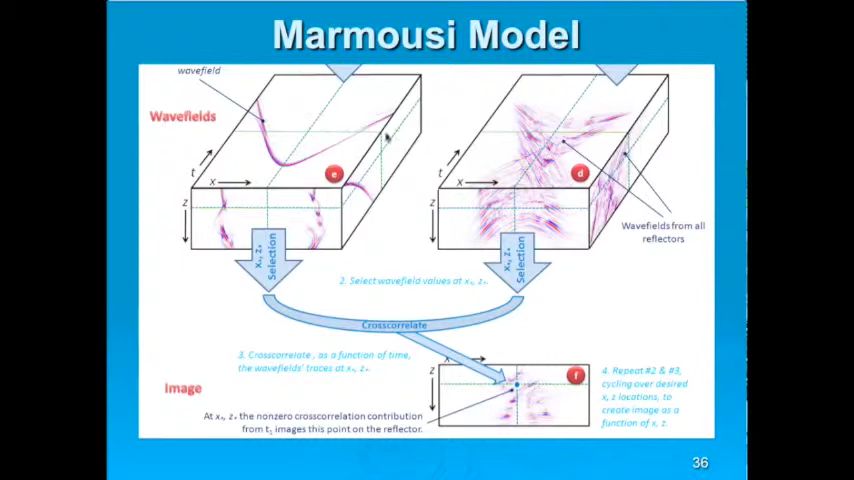 Marmousi Model
wavefield
Wavefields
t
x
z
e
t
x
z
d
Wavefields from all
reflectors
Selection
Selection
2. Select wavefield values at
Crosscorrelate
3. Crosscorrelate, as a function of time,
the wavefields' traces at
x
z
f
4. Repeat #2 & #3,
cycling over desired
x, z locations, to
create image as a
function of x, z.
Image
the nonzero crosscorrelation contribution
from t₁ images this point on the reflector.
36